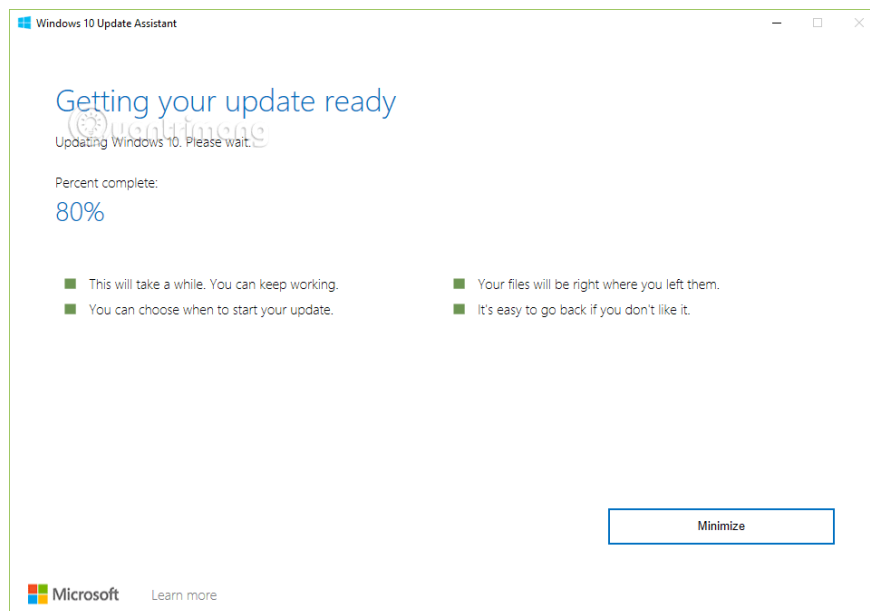 Windows 10 Update Assistant
Getting your update ready
Quantrimang
Updating Windows 10. Please wait.
Percent complete:
80%
This will take a while. You can keep working.
You can choose when to start your update.
Your files will be right where you left them.
It's easy to go back if you don't like it.
Minimize
Microsoft
Learn more